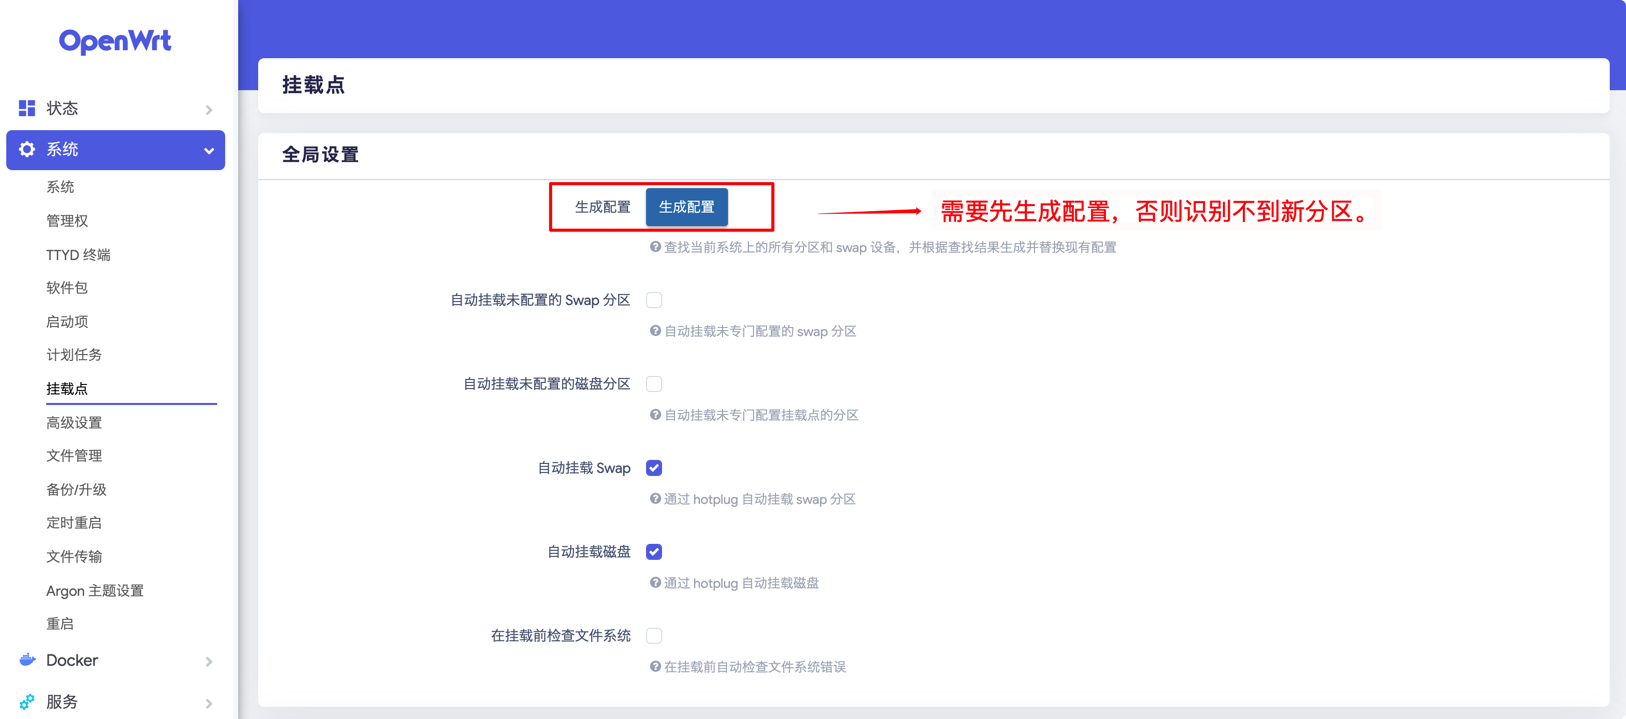 OpenWrt
状态
系统
系统
管理权
TTYD 终端
软件包
启动项
计划任务
挂载点
高级设置
文件管理
备份/升级
定时重启
文件传输
Argon 主题设置
重启
Docker
服务
挂载点
全局设置
生成配置 生成配置
需要先生成配置，否则识别不到新分区。
查找当前系统上的所有分区和 swap 设备，并根据查找结果生成并替换现有配置
自动挂载未配置的 Swap 分区
自动挂载未专门配置的 swap 分区
自动挂载未配置的磁盘分区
自动挂载未专门配置挂载点的分区
自动挂载 Swap
通过 hotplug 自动挂载 swap 分区
自动挂载磁盘
通过 hotplug 自动挂载磁盘
在挂载前检查文件系统
在挂载前自动检查文件系统错误